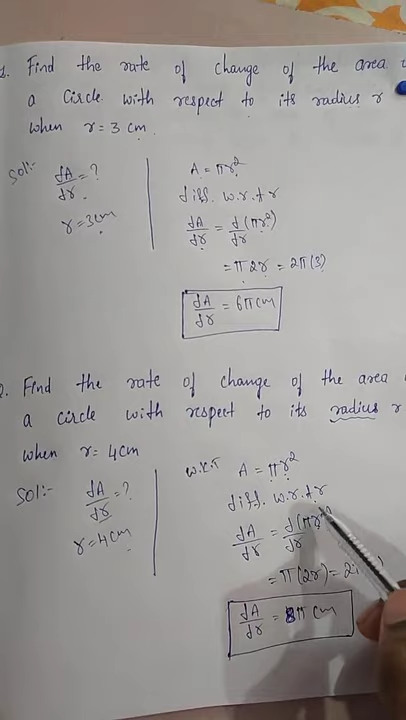 1. Find the rate of change of the area
a circle with respect to its radius r
when r = 3 cm.
Sol:-
dA/dr = ?
r = 3cm
A = πr²
diff. w.r.t r
dA/dr = d/dr (πr²)
= π 2r = 2π(3)
dA/dr = 6π cm
2. Find the rate of change of the area
a circle with respect to its radius r
when r = 4cm
Sol:-
dA/dr = ?
r = 4cm
W.K.T A = πr²
diff. w.r.t r
dA/dr = d(πr²)/dr
= π(2r) =
dA/dr = 8π cm